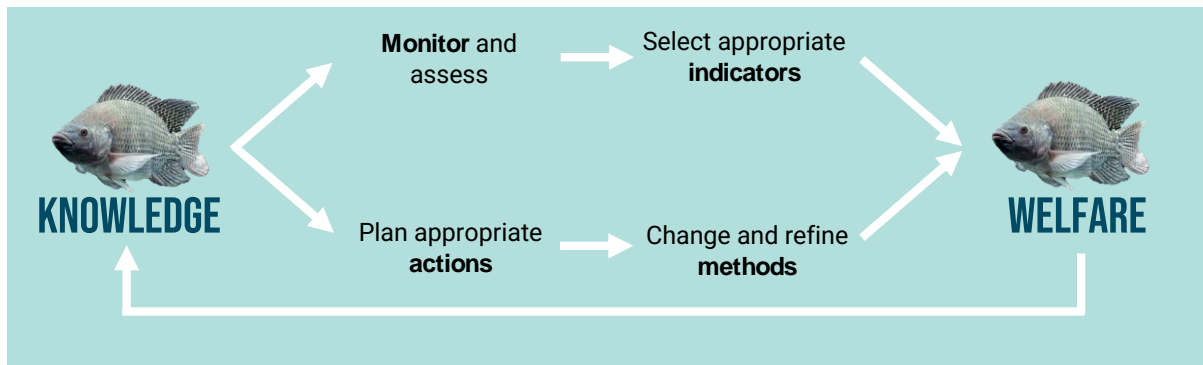 Monitor and
assess
Select appropriate
indicators
KNOWLEDGE
WELFARE
Plan appropriate
actions
Change and refine
methods